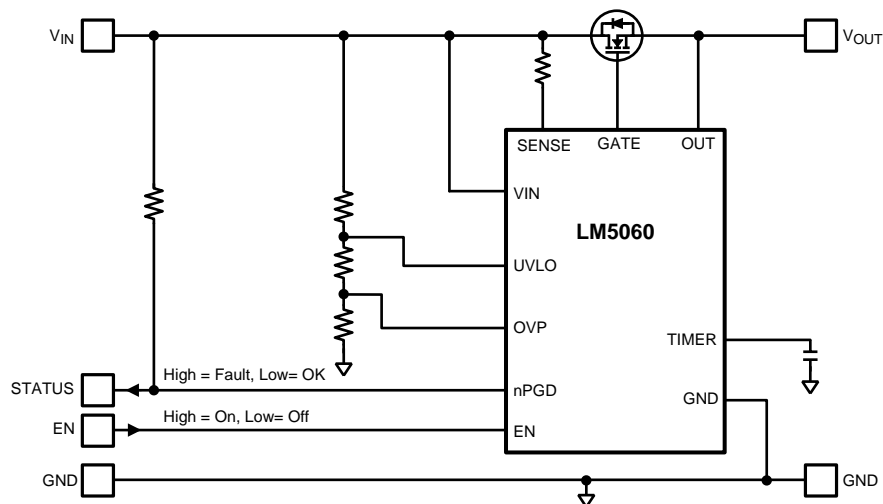 VIN
VOUT
SENSE GATE OUT
VIN
LM5060
UVLO
OVP
TIMER
STATUS
High = Fault, Low= OK
nPGD
GND
EN
High = On, Low= Off
EN
GND
GND